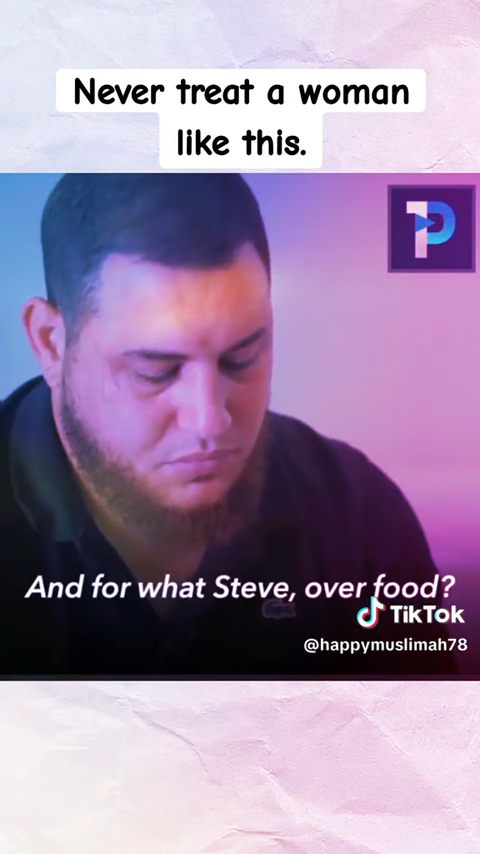 Never treat a woman
like this.
P
And for what Steve, over food?
TikTok
@happymuslimah78